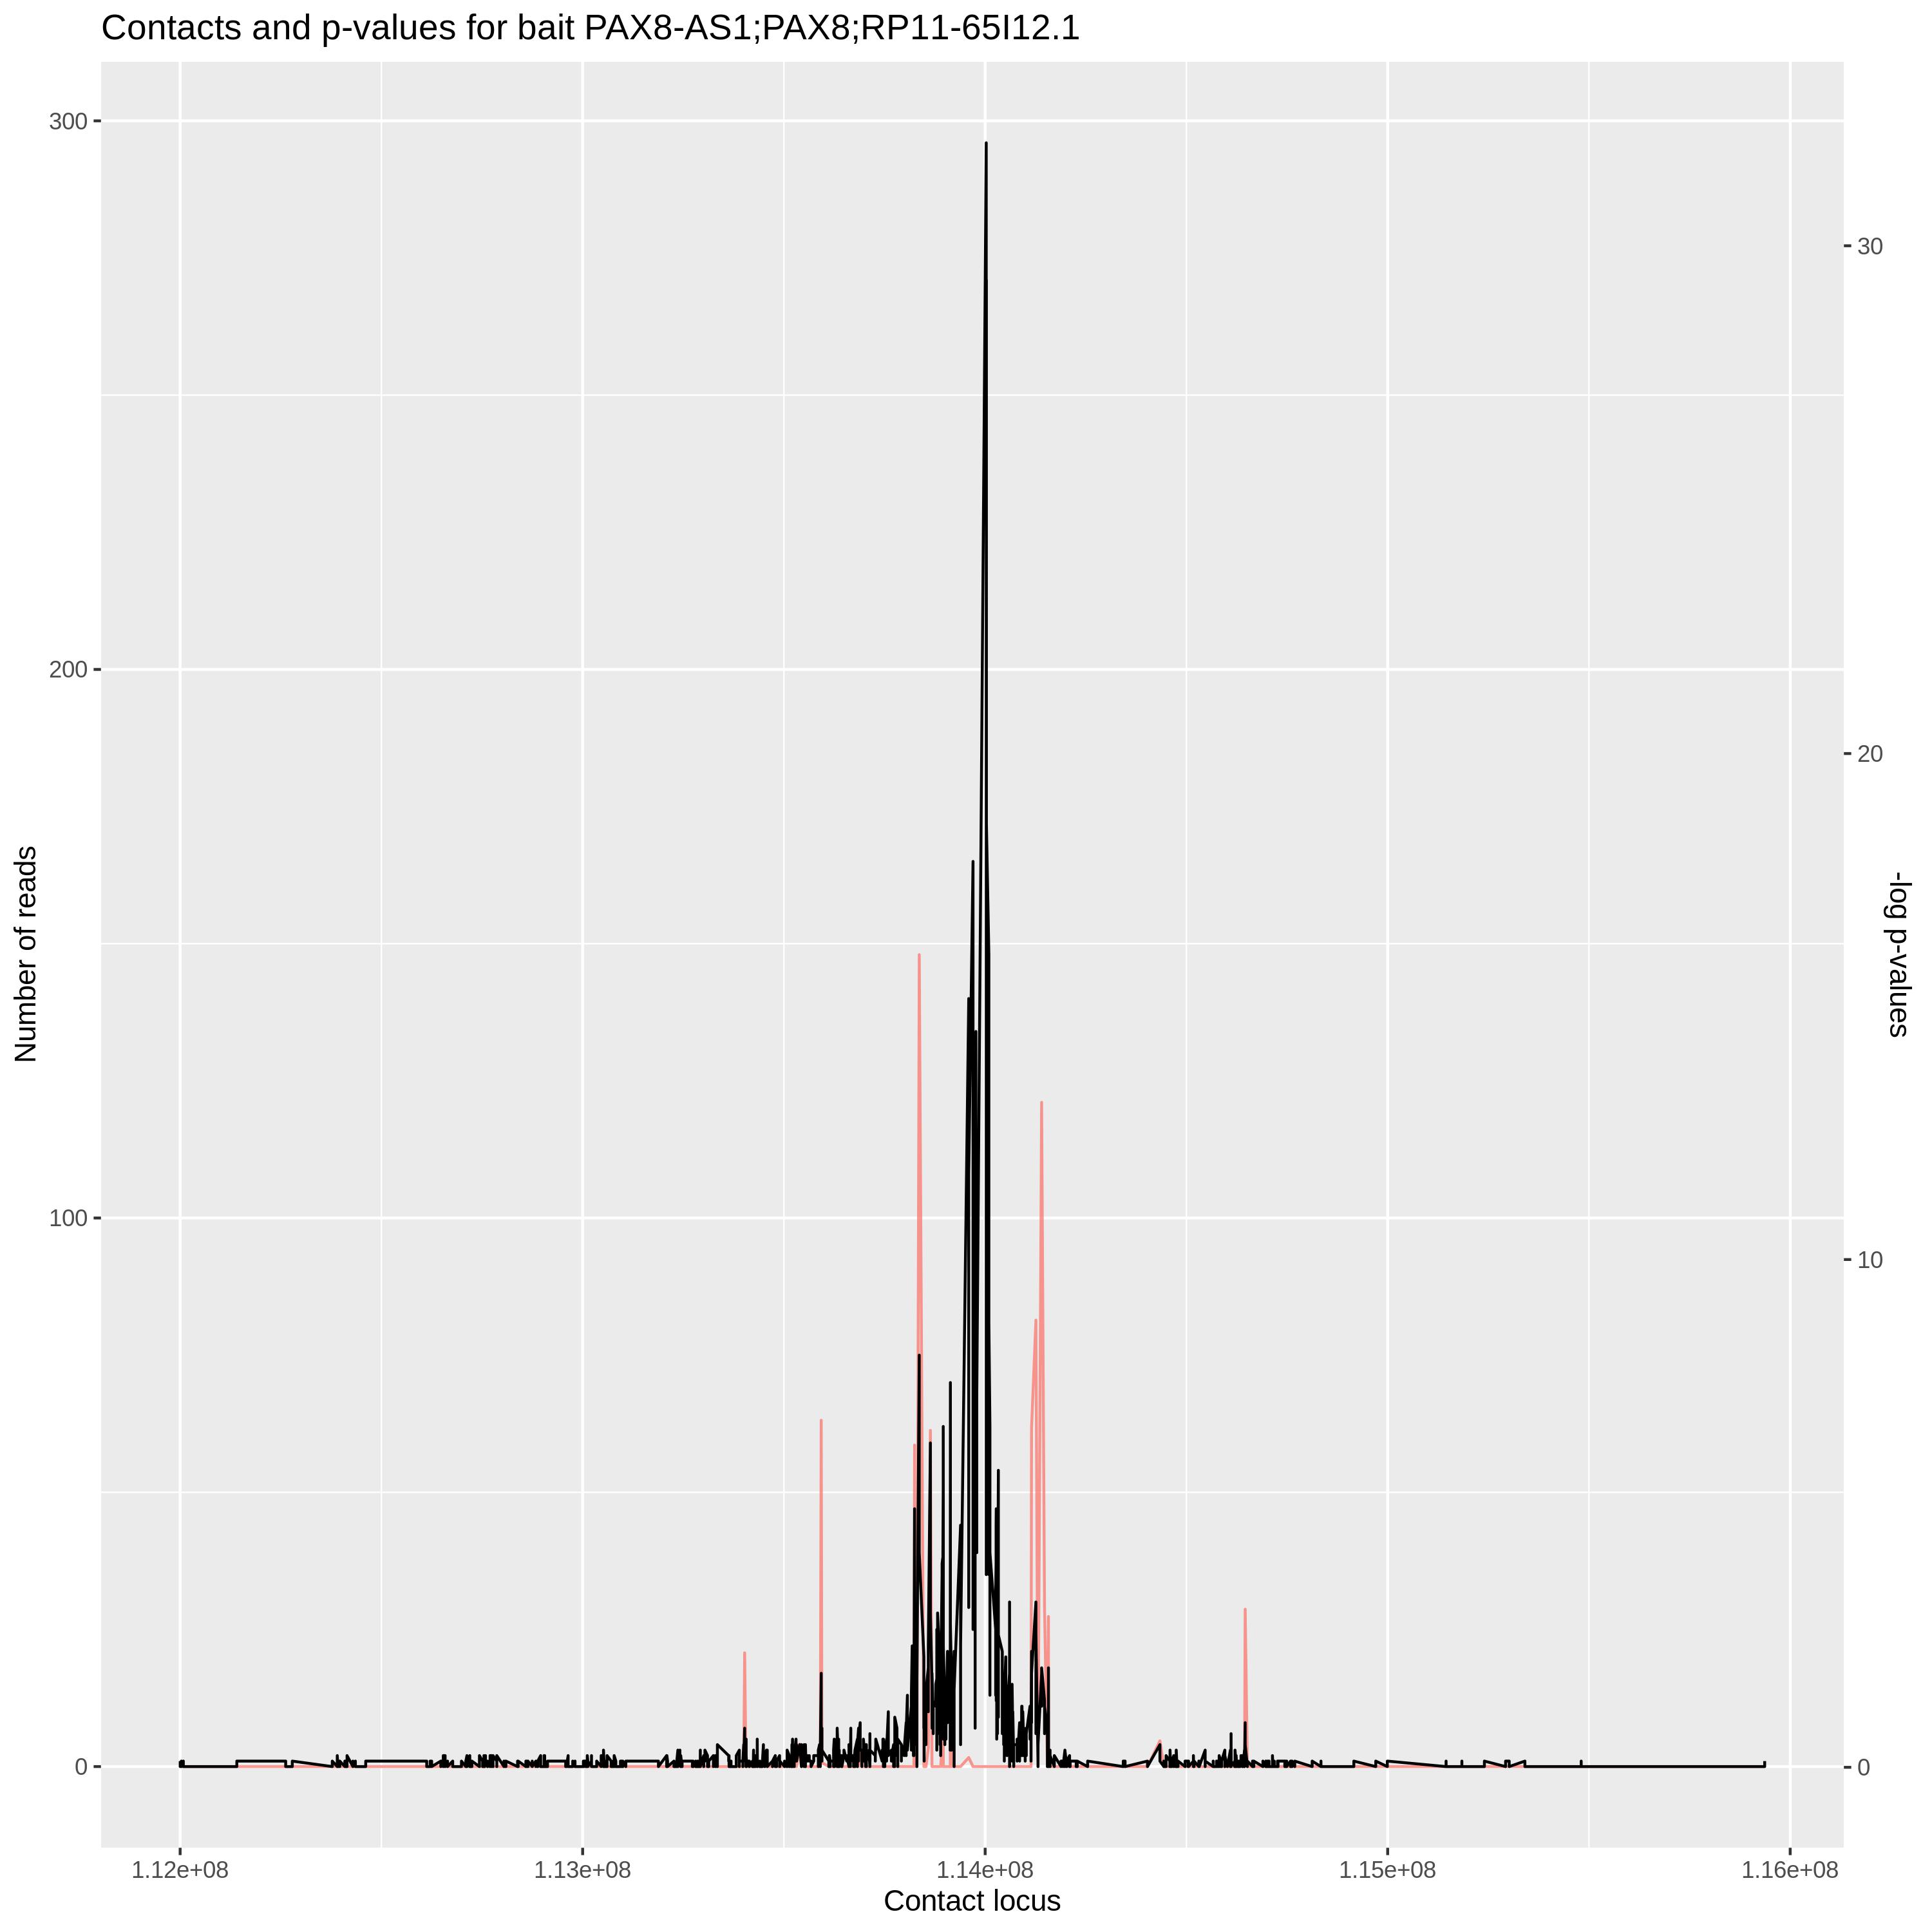 Contacts and p-values for bait PAX8-AS1;PAX8;RP11-65I12.1
300
200
100
0
Number of reads
30
20
10
0
-log p-values
1.12e+08
1.13e+08
1.14e+08
1.15e+08
1.16e+08
Contact locus